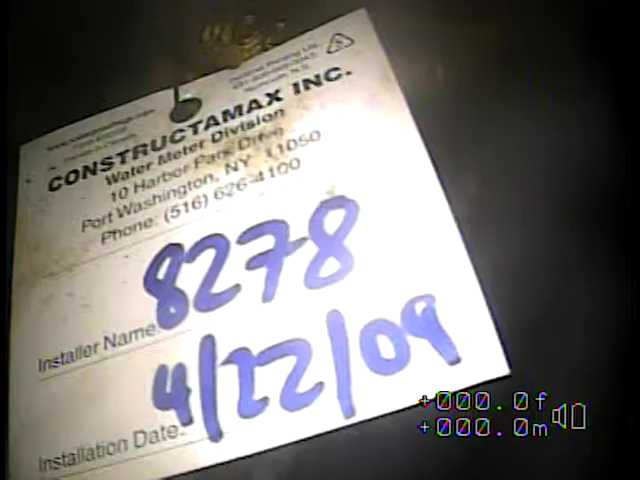 CONSTRUCTAMAX INC.
Water Meter Division
10 Harbor Park Drive
Port Washington, NY 11050
Phone: (516) 626-4100
8278
Installer Name
4/22/09
Installation Date
+000.0f
+000.0m